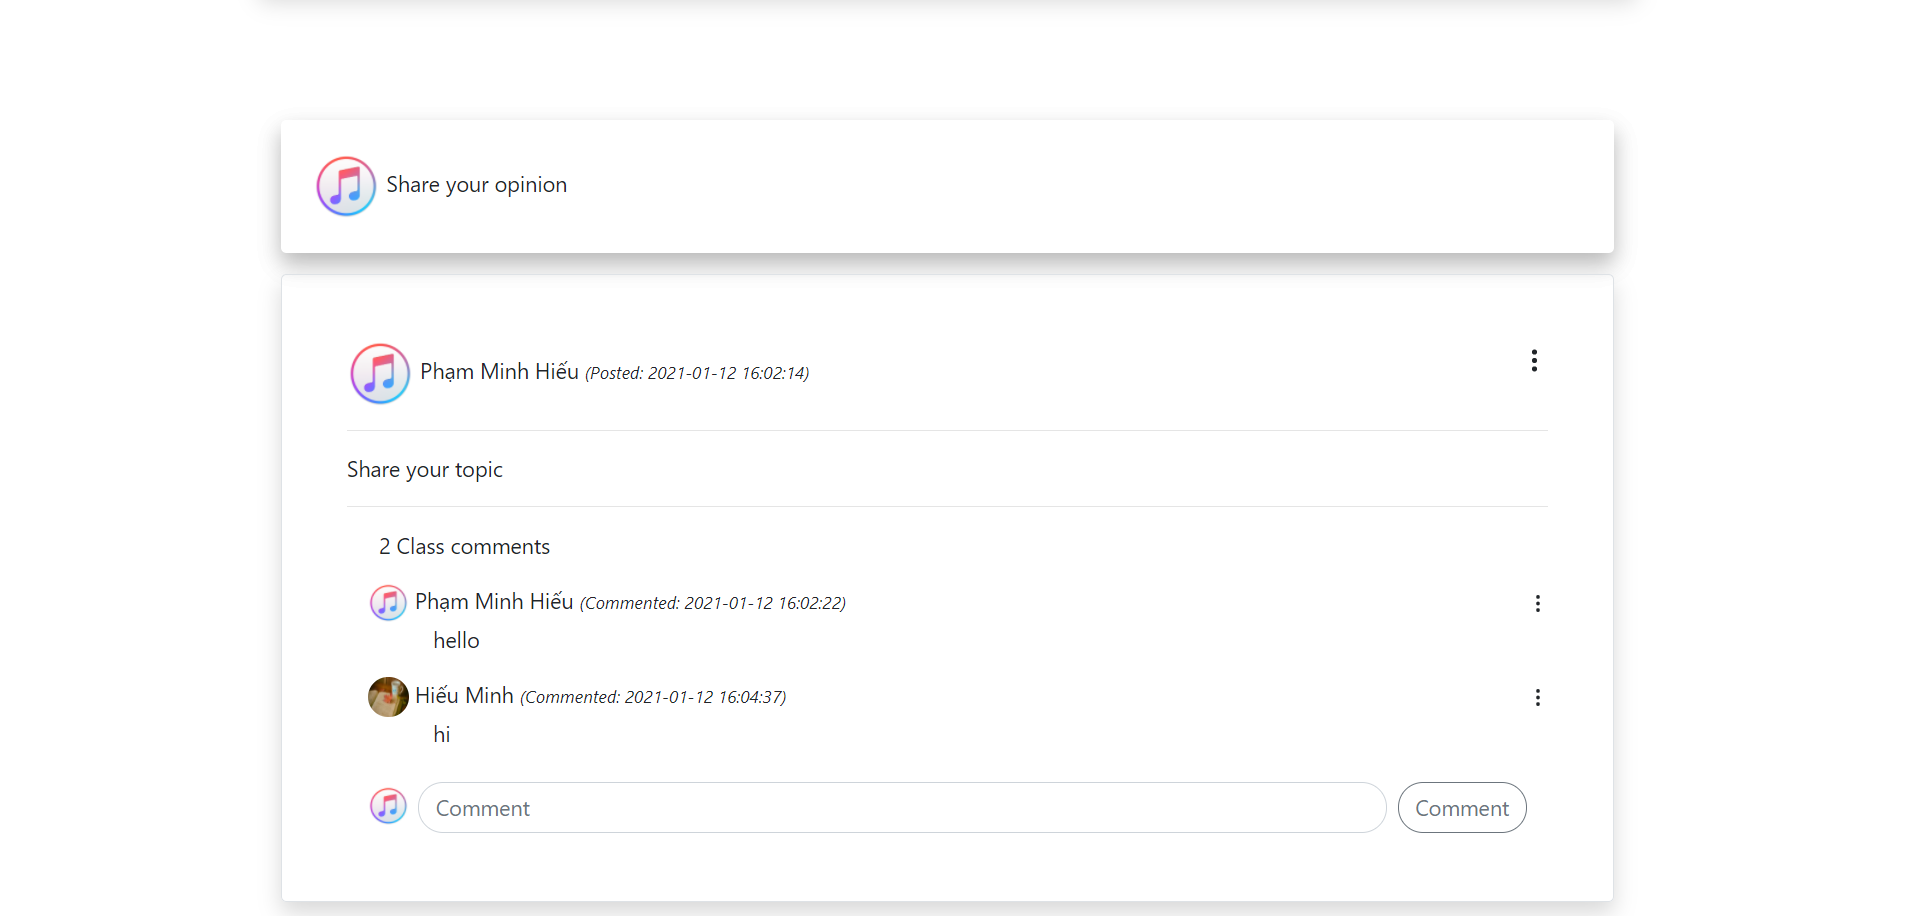 Share your opinion
Phạm Minh Hiếu (Posted: 2021-01-12 16:02:14)
Share your topic
2 Class comments
Phạm Minh Hiếu (Commented: 2021-01-12 16:02:22)
hello
Hiếu Minh (Commented: 2021-01-12 16:04:37)
hi
Comment Comment